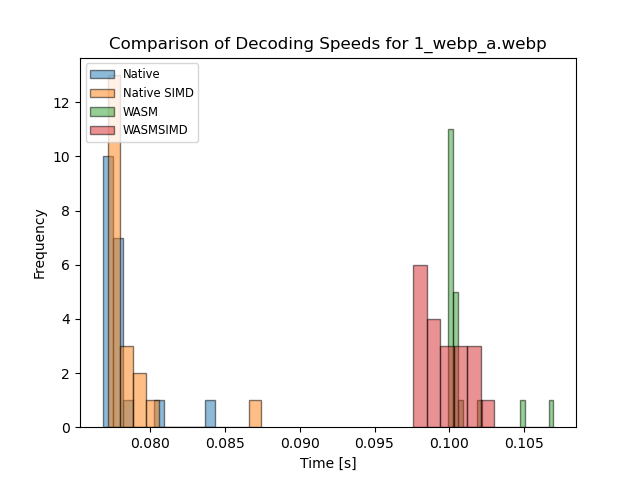 Comparison of Decoding Speeds for 1_webp_a.webp
Native
Native SIMD
WASM
WASMSIMD
12
10
8
6
4
2
0
Frequency
0.080 0.085 0.090 0.095 0.100 0.105
Time [s]